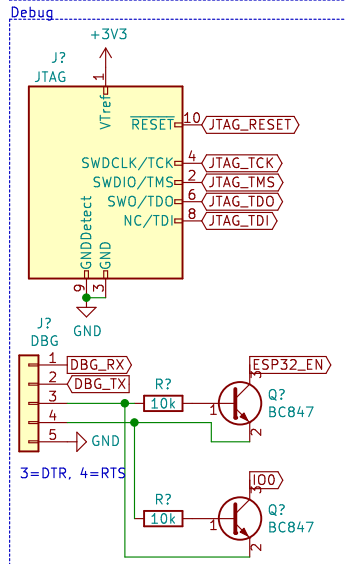 Debug
+3V3
J?
JTAG
1
VTref
RESET 10 JTAG_RESET
SWDCLK/TCK 4 JTAG_TCK
SWDIO/TMS 2 JTAG_TMS
SWO/TDO 6 JTAG_TDO
NC/TDI 8 JTAG_TDI
GNDDetect
GND
9
3
GND
J?
DBG
1 DBG_RX
2 DBG_TX
3
4
5 GND
3=DTR, 4=RTS
R?
10k
ESP32_EN
3
1
2
Q?
BC847
R?
10k
IO0
3
1
2
Q?
BC847